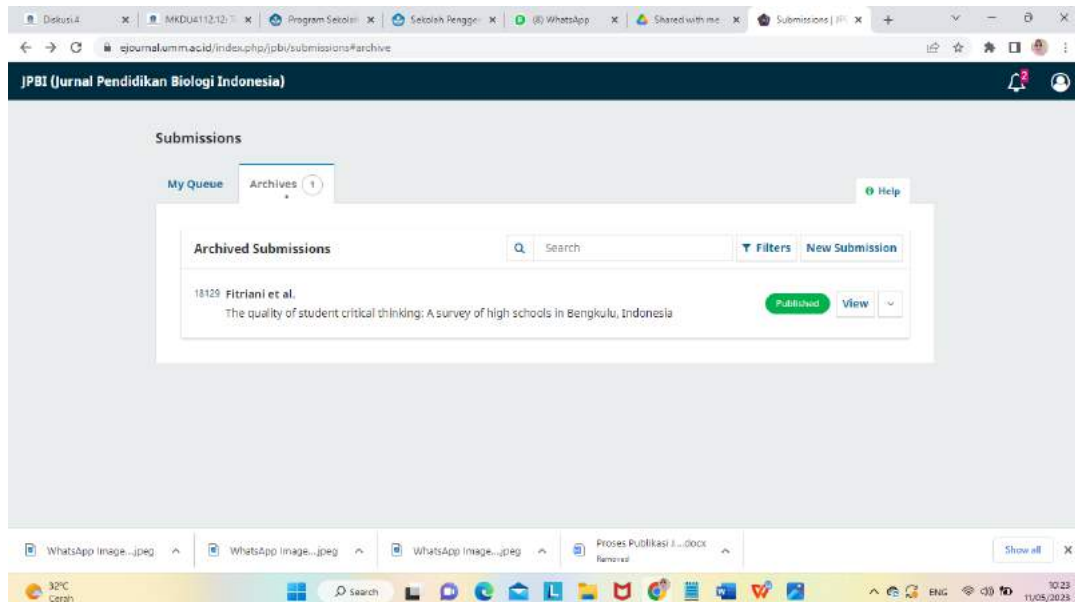 Diskusi.4 MKDU4112.12: T Program Sekolah Sekolah Pengge (8) WhatsApp Shared with me Submissions | JP
ejournal.umm.ac.id/index.php/jpbi/submissions#archive
JPBI (Jurnal Pendidikan Biologi Indonesia) 2
Submissions
My Queue Archives 1 Help
Archived Submissions Search Filters New Submission
18129 Fitriani et al. Published View
The quality of student critical thinking: A survey of high schools in Bengkulu, Indonesia
WhatsApp Image....jpeg WhatsApp Image....jpeg WhatsApp Image....jpeg Proses Publikasi J....docx Show all
Removed
32°C Search ENG 10:23
Cerah 11/05/2023